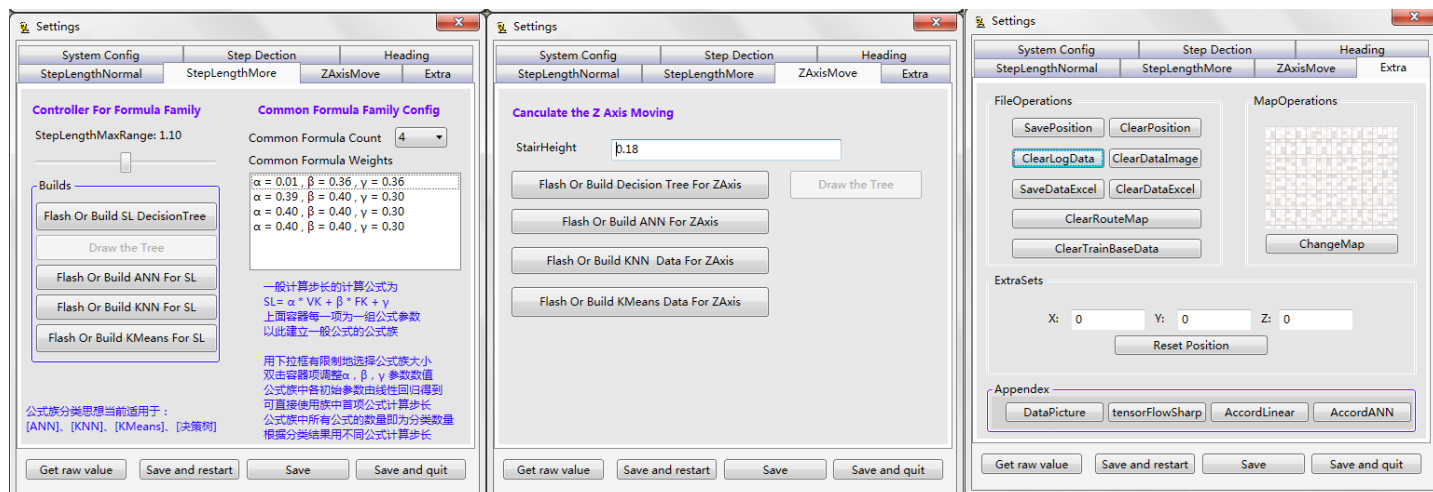 Settings
System Config
Step Dection
Heading
StepLengthNormal
StepLengthMore
ZAxisMove
Extra
Controller For Formula Family
StepLengthMaxRange: 1.10
Builds
Flash Or Build SL DecisionTree
Draw the Tree
Flash Or Build ANN For SL
Flash Or Build KNN For SL
Flash Or Build KMeans For SL
公式族分类思想当前适用于：
[ANN]、[KNN]、[KMeans]、[决策树]
Common Formula Family Config
Common Formula Count 4
Common Formula Weights
α = 0.01 , β = 0.36 , γ = 0.36
α = 0.39 , β = 0.40 , γ = 0.30
α = 0.40 , β = 0.40 , γ = 0.30
α = 0.40 , β = 0.40 , γ = 0.30
一般计算步长的计算公式为
SL= α * VK + β * FK + γ
上面容器每一项为一组公式参数
以此建立一般公式的公式族
用下拉框有限制地选择公式族大小
双击容器项调整α , β , γ 参数数值
公式族中各初始参数由线性回归得到
可直接使用族中首项公式计算步长
公式族中所有公式的数量即为分类数量
根据分类结果用不同公式计算步长
Get raw value
Save and restart
Save
Save and quit
Settings
System Config
Step Dection
Heading
StepLengthNormal
StepLengthMore
ZAxisMove
Extra
Canculate the Z Axis Moving
StairHeight 0.18
Flash Or Build Decision Tree For ZAxis
Draw the Tree
Flash Or Build ANN For ZAxis
Flash Or Build KNN  Data For ZAxis
Flash Or Build KMeans Data For ZAxis
Get raw value
Save and restart
Save
Save and quit
Settings
System Config
Step Dection
Heading
StepLengthNormal
StepLengthMore
ZAxisMove
Extra
FileOperations
SavePosition
ClearPosition
ClearLogData
ClearDataImage
SaveDataExcel
ClearDataExcel
ClearRouteMap
ClearTrainBaseData
MapOperations
ChangeMap
ExtraSets
X: 0
Y: 0
Z: 0
Reset Position
Appendex
DataPicture
tensorFlowSharp
AccordLinear
AccordANN
Get raw value
Save and restart
Save
Save and quit